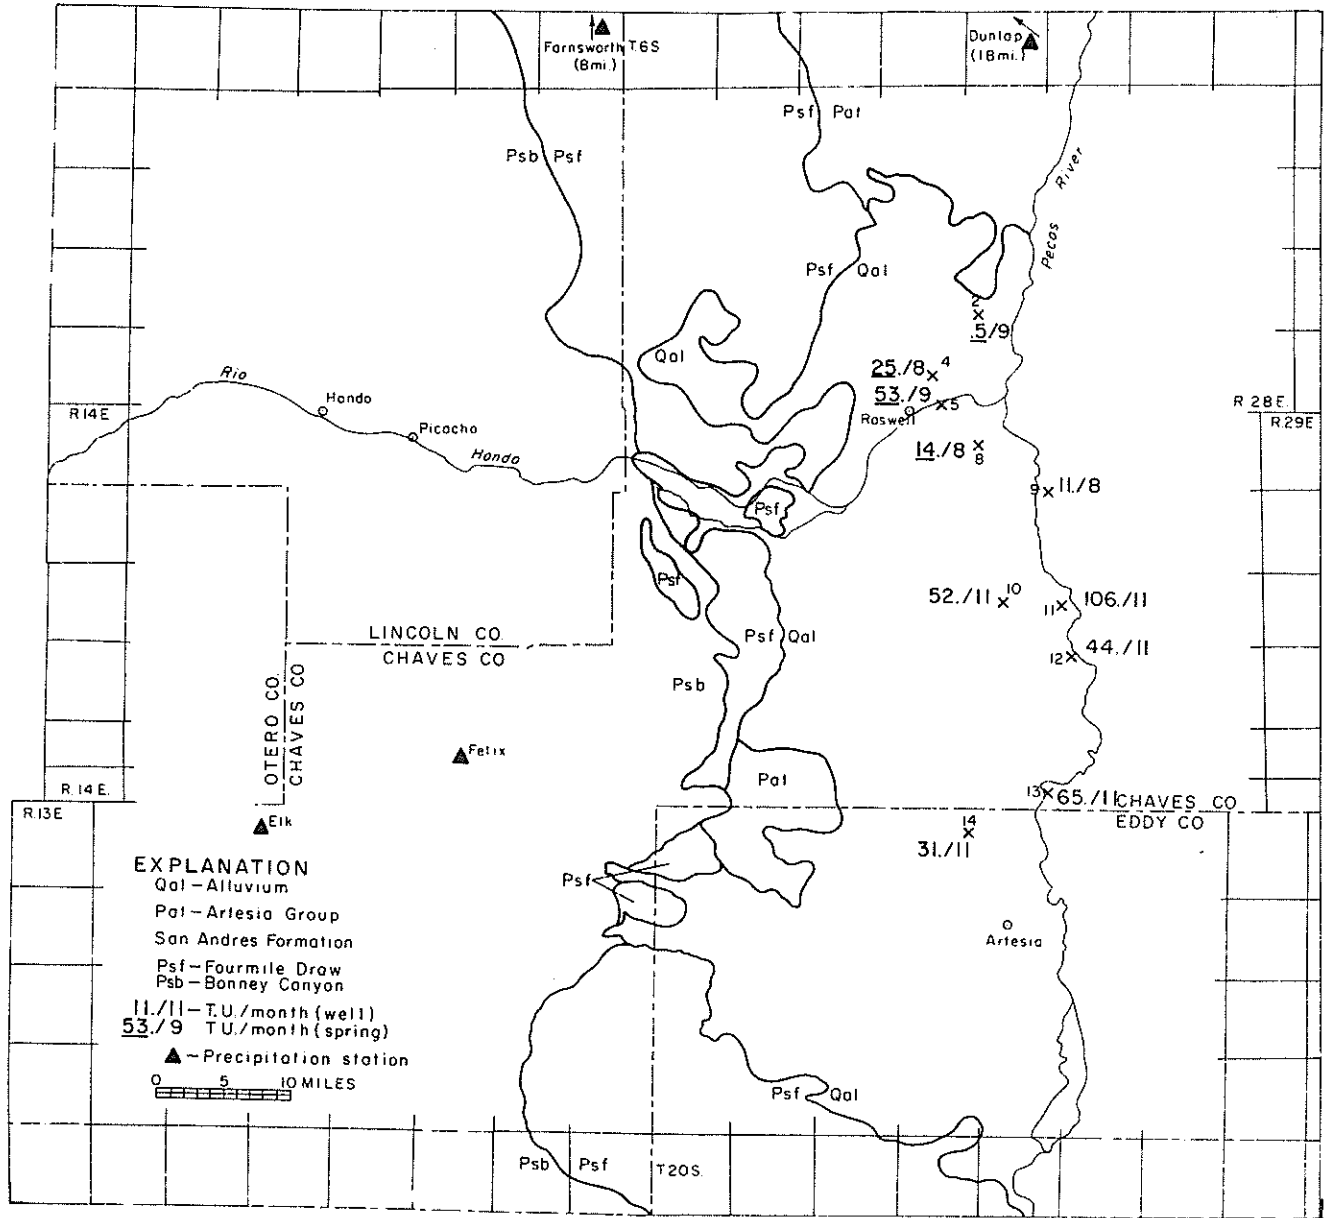 Farnsworth T.6S
(8mi.)
Dunlap
(18mi.)
Psf Pat
Psb Psf
Pecos River
Psf Qal
2
5/9
Qal
25./8 4
53./9
5
Rio
Hondo
R.14E
Roswell
R. 28E.
R.29E
Picacho
Hondo
14./8
8
9 11./8
Psf
Psf
52./11 10
11 106./11
LINCOLN CO.
CHAVES CO
Psf Qal
12 44./11
Psb
OTERO CO.
CHAVES CO
Felix
Pat
R. 14 E.
13 65./11 CHAVES CO
R.13E
EDDY CO
Elk
14
31./11
EXPLANATION
Qal – Alluvium
Psf
Pat – Artesia Group
San Andres Formation
Artesia
Psf – Fourmile Draw
Psb – Bonney Canyon
11./11 – T.U./month (well)
53./9 T.U./month (spring)
▲ – Precipitation station
0 5 10 MILES
Psf Qal
Psb Psf T20S.